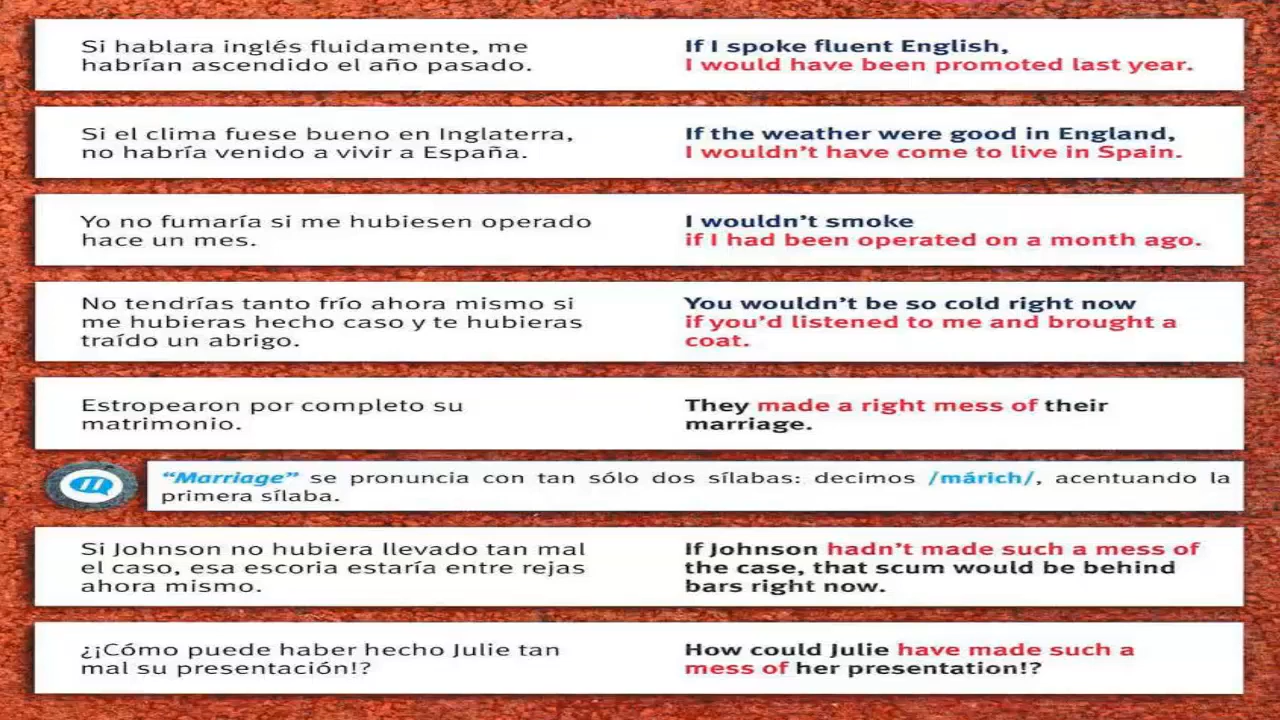 Si hablara inglés fluidamente, me
habrían ascendido el año pasado.
If I spoke fluent English,
I would have been promoted last year.
Si el clima fuese bueno en Inglaterra,
no habría venido a vivir a España.
If the weather were good in England,
I wouldn't have come to live in Spain.
Yo no fumaría si me hubiesen operado
hace un mes.
I wouldn't smoke
if I had been operated on a month ago.
No tendrías tanto frío ahora mismo si
me hubieras hecho caso y te hubieras
traído un abrigo.
You wouldn't be so cold right now
if you'd listened to me and brought a
coat.
Estropearon por completo su
matrimonio.
They made a right mess of their
marriage.
"Marriage" se pronuncia con tan sólo dos sílabas: decimos /márich/, acentuando la
primera sílaba.
Si Johnson no hubiera llevado tan mal
el caso, esa escoria estaría entre rejas
ahora mismo.
If Johnson hadn't made such a mess of
the case, that scum would be behind
bars right now.
¿¡Cómo puede haber hecho Julie tan
mal su presentación!?
How could Julie have made such a
mess of her presentation!?